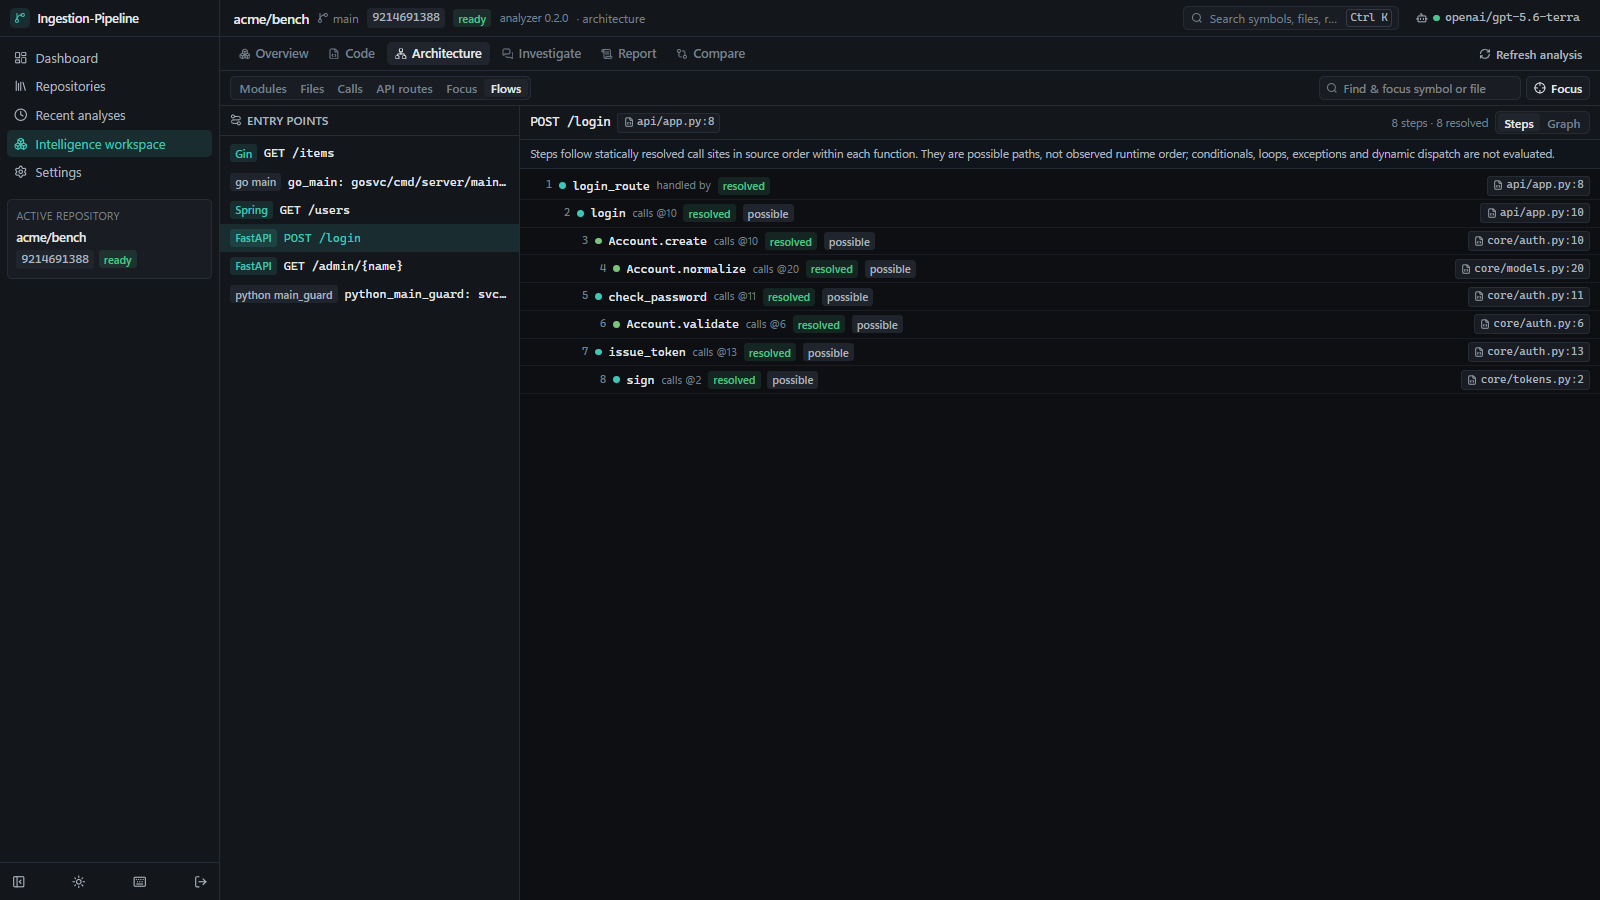 Ingestion-Pipeline
acme/bench main 9214691388 ready analyzer 0.2.0 · architecture
Search symbols, files, r... Ctrl K
openai/gpt-5.6-terra
Dashboard
Repositories
Recent analyses
Intelligence workspace
Settings
ACTIVE REPOSITORY
acme/bench
9214691388 ready
Overview Code Architecture Investigate Report Compare
Refresh analysis
Modules Files Calls API routes Focus Flows
Find & focus symbol or file
Focus
ENTRY POINTS
Gin GET /items
go main go_main: gosvc/cmd/server/main…
Spring GET /users
FastAPI POST /login
FastAPI GET /admin/{name}
python main_guard python_main_guard: svc…
POST /login api/app.py:8
8 steps · 8 resolved Steps Graph
Steps follow statically resolved call sites in source order within each function. They are possible paths, not observed runtime order; conditionals, loops, exceptions and dynamic dispatch are not evaluated.
1 login_route handled by resolved api/app.py:8
2 login calls @10 resolved possible api/app.py:10
3 Account.create calls @10 resolved possible core/auth.py:10
4 Account.normalize calls @20 resolved possible core/models.py:20
5 check_password calls @11 resolved possible core/auth.py:11
6 Account.validate calls @6 resolved possible core/auth.py:6
7 issue_token calls @13 resolved possible core/auth.py:13
8 sign calls @2 resolved possible core/tokens.py:2